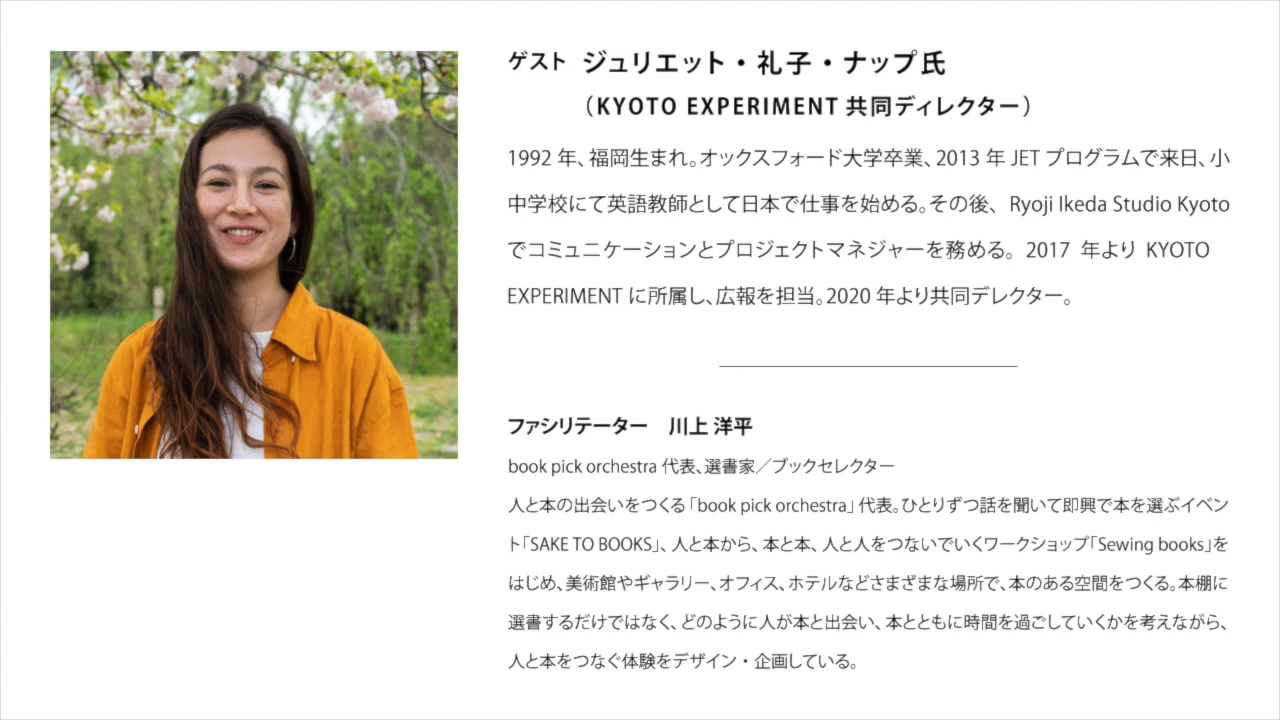 ゲスト ジュリエット・礼子・ナップ氏
（KYOTO EXPERIMENT 共同ディレクター）
1992 年、福岡生まれ。オックスフォード大学卒業、2013 年 JET プログラムで来日、小
中学校にて英語教師として日本で仕事を始める。その後、 Ryoji Ikeda Studio Kyoto
でコミュニケーションとプロジェクトマネジャーを務める。 2017 年より KYOTO
EXPERIMENT に所属し、広報を担当。2020 年より共同デレクター。
ファシリテーター　川上 洋平
book pick orchestra 代表、選書家／ブックセレクター
人と本の出会いをつくる「book pick orchestra」代表。ひとりずつ話を聞いて即興で本を選ぶイベン
ト「SAKE TO BOOKS」、人と本から、本と本、人と人をつないでいくワークショップ「Sewing books」を
はじめ、美術館やギャラリー、オフィス、ホテルなどさまざまな場所で、本のある空間をつくる。本棚に
選書するだけではなく、どのように人が本と出会い、本とともに時間を過ごしていくかを考えながら、
人と本をつなぐ体験をデザイン・企画している。